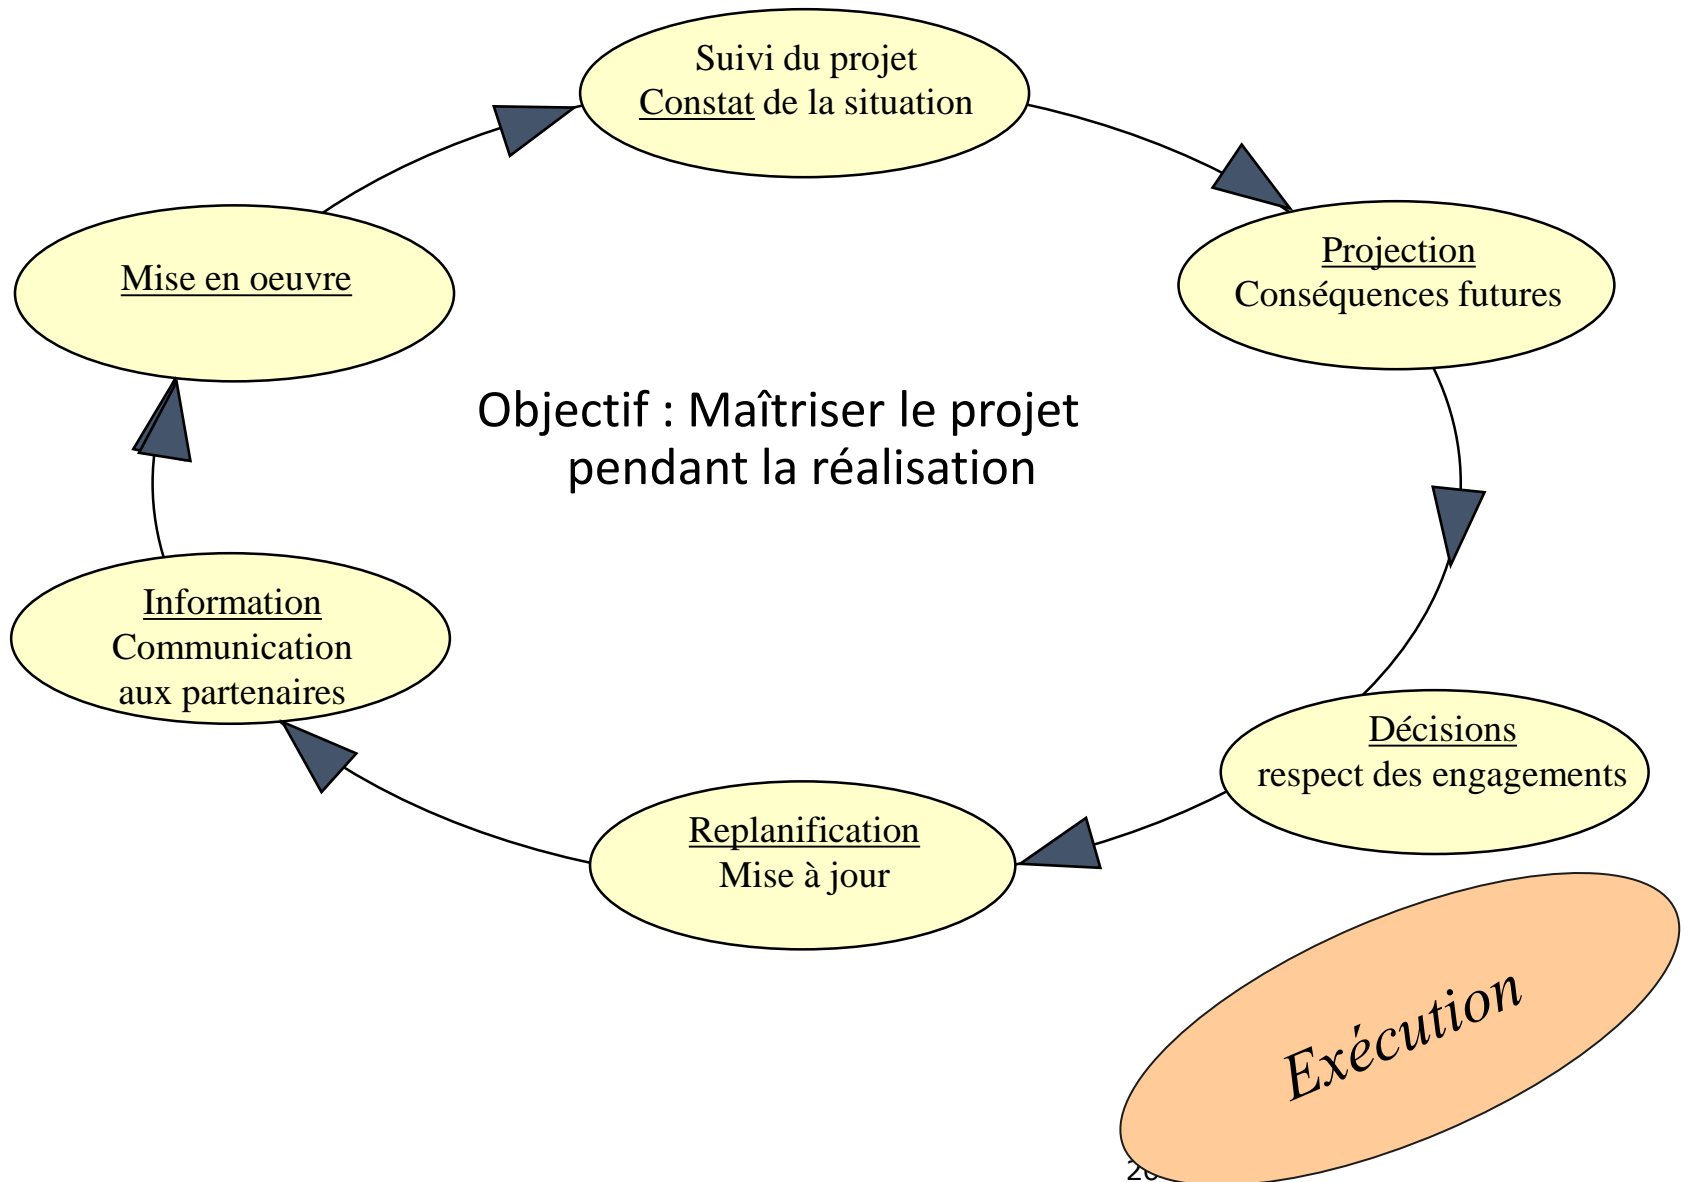 Suivi du projet
Constat de la situation
Projection
Conséquences futures
Mise en oeuvre
Objectif : Maîtriser le projet
pendant la réalisation
Information
Communication
aux partenaires
Décisions
respect des engagements
Replanification
Mise à jour
Exécution